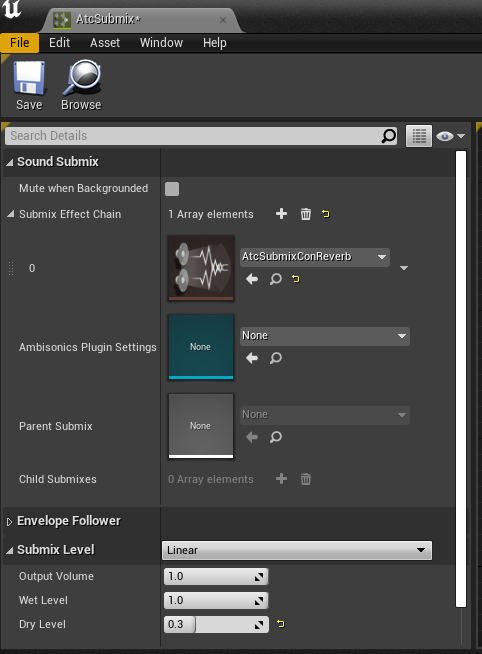 AtcSubmix*
File Edit Asset Window Help
Save Browse
Search Details
Sound Submix
Mute when Backgrounded
Submix Effect Chain 1 Array elements
0 AtcSubmixConReverb
Ambisonics Plugin Settings None None
Parent Submix None None
Child Submixes 0 Array elements
Envelope Follower
Submix Level Linear
Output Volume 1.0
Wet Level 1.0
Dry Level 0.3